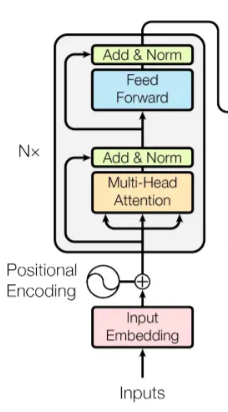 Add & Norm
Feed
Forward
N×
Add & Norm
Multi-Head
Attention
Positional
Encoding
Input
Embedding
Inputs